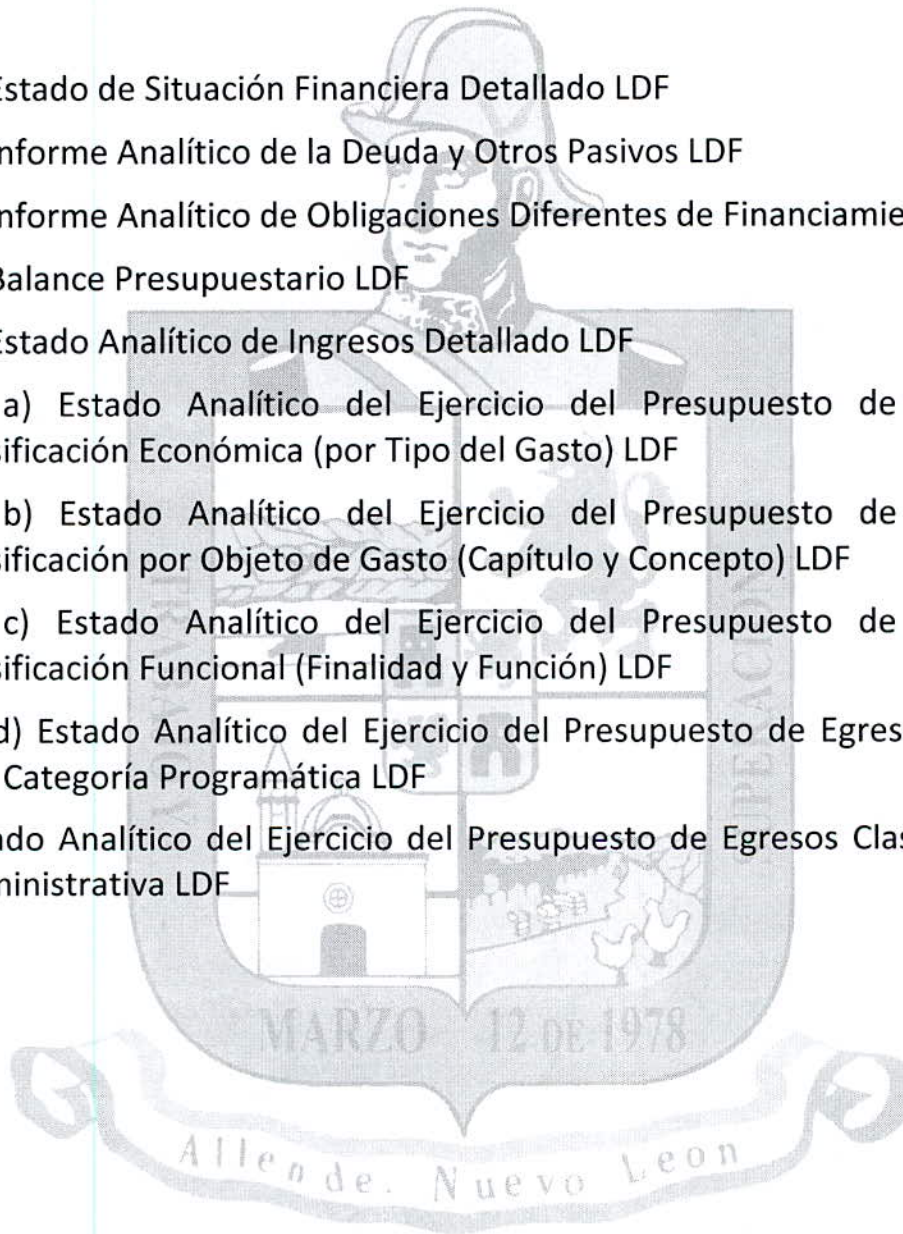 Estado de Situación Financiera Detallado LDF
nforme Analítico de la Deuda y Otros Pasivos LDF
nforme Analítico de Obligaciones Diferentes de Financiamie
Balance Presupuestario LDF
Estado Analítico de Ingresos Detallado LDF
a) Estado Analítico del Ejercicio del Presupuesto de
sificación Económica (por Tipo del Gasto) LDF
b) Estado Analítico del Ejercicio del Presupuesto de
sificación por Objeto de Gasto (Capítulo y Concepto) LDF
c) Estado Analítico del Ejercicio del Presupuesto de
sificación Funcional (Finalidad y Función) LDF
d) Estado Analítico del Ejercicio del Presupuesto de Egres
Categoría Programática LDF
ado Analítico del Ejercicio del Presupuesto de Egresos Clas
ministrativa LDF
SUPERACION
MARZO 12 DE 1978
Allende. Nuevo Leon